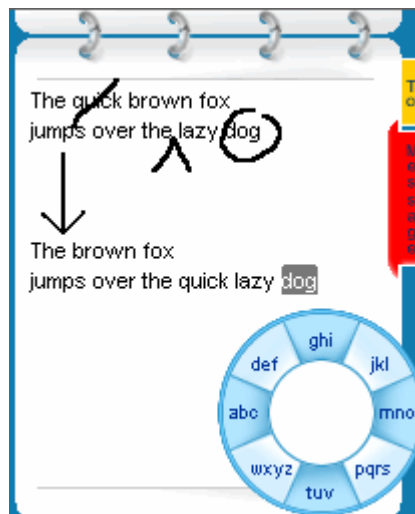 The quick brown fox
jumps over the lazy dog
The brown fox
jumps over the quick lazy dog
ghi
def
jkl
abc
mno
wxyz
pqrs
tuv